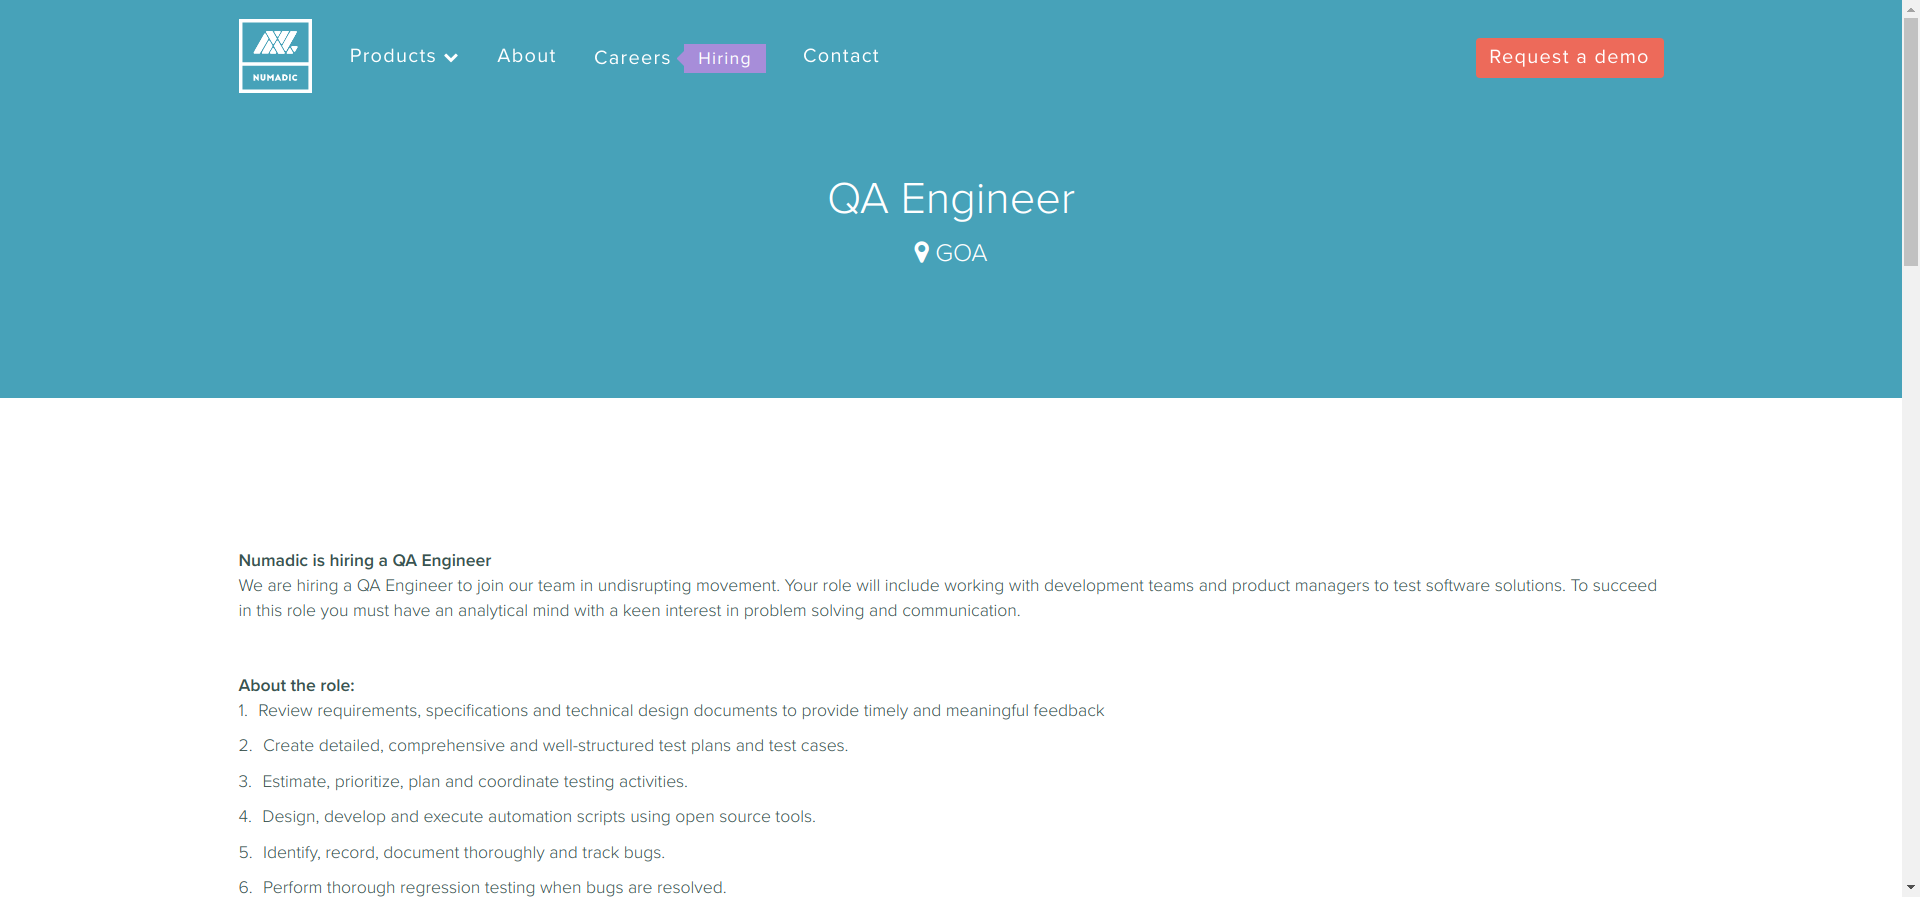 NUMADIC
Products
About
Careers
Hiring
Contact
Request a demo
QA Engineer
GOA
Numadic is hiring a QA Engineer
We are hiring a QA Engineer to join our team in undisrupting movement. Your role will include working with development teams and product managers to test software solutions. To succeed
in this role you must have an analytical mind with a keen interest in problem solving and communication.
About the role:
1. Review requirements, specifications and technical design documents to provide timely and meaningful feedback
2. Create detailed, comprehensive and well-structured test plans and test cases.
3. Estimate, prioritize, plan and coordinate testing activities.
4. Design, develop and execute automation scripts using open source tools.
5. Identify, record, document thoroughly and track bugs.
6. Perform thorough regression testing when bugs are resolved.